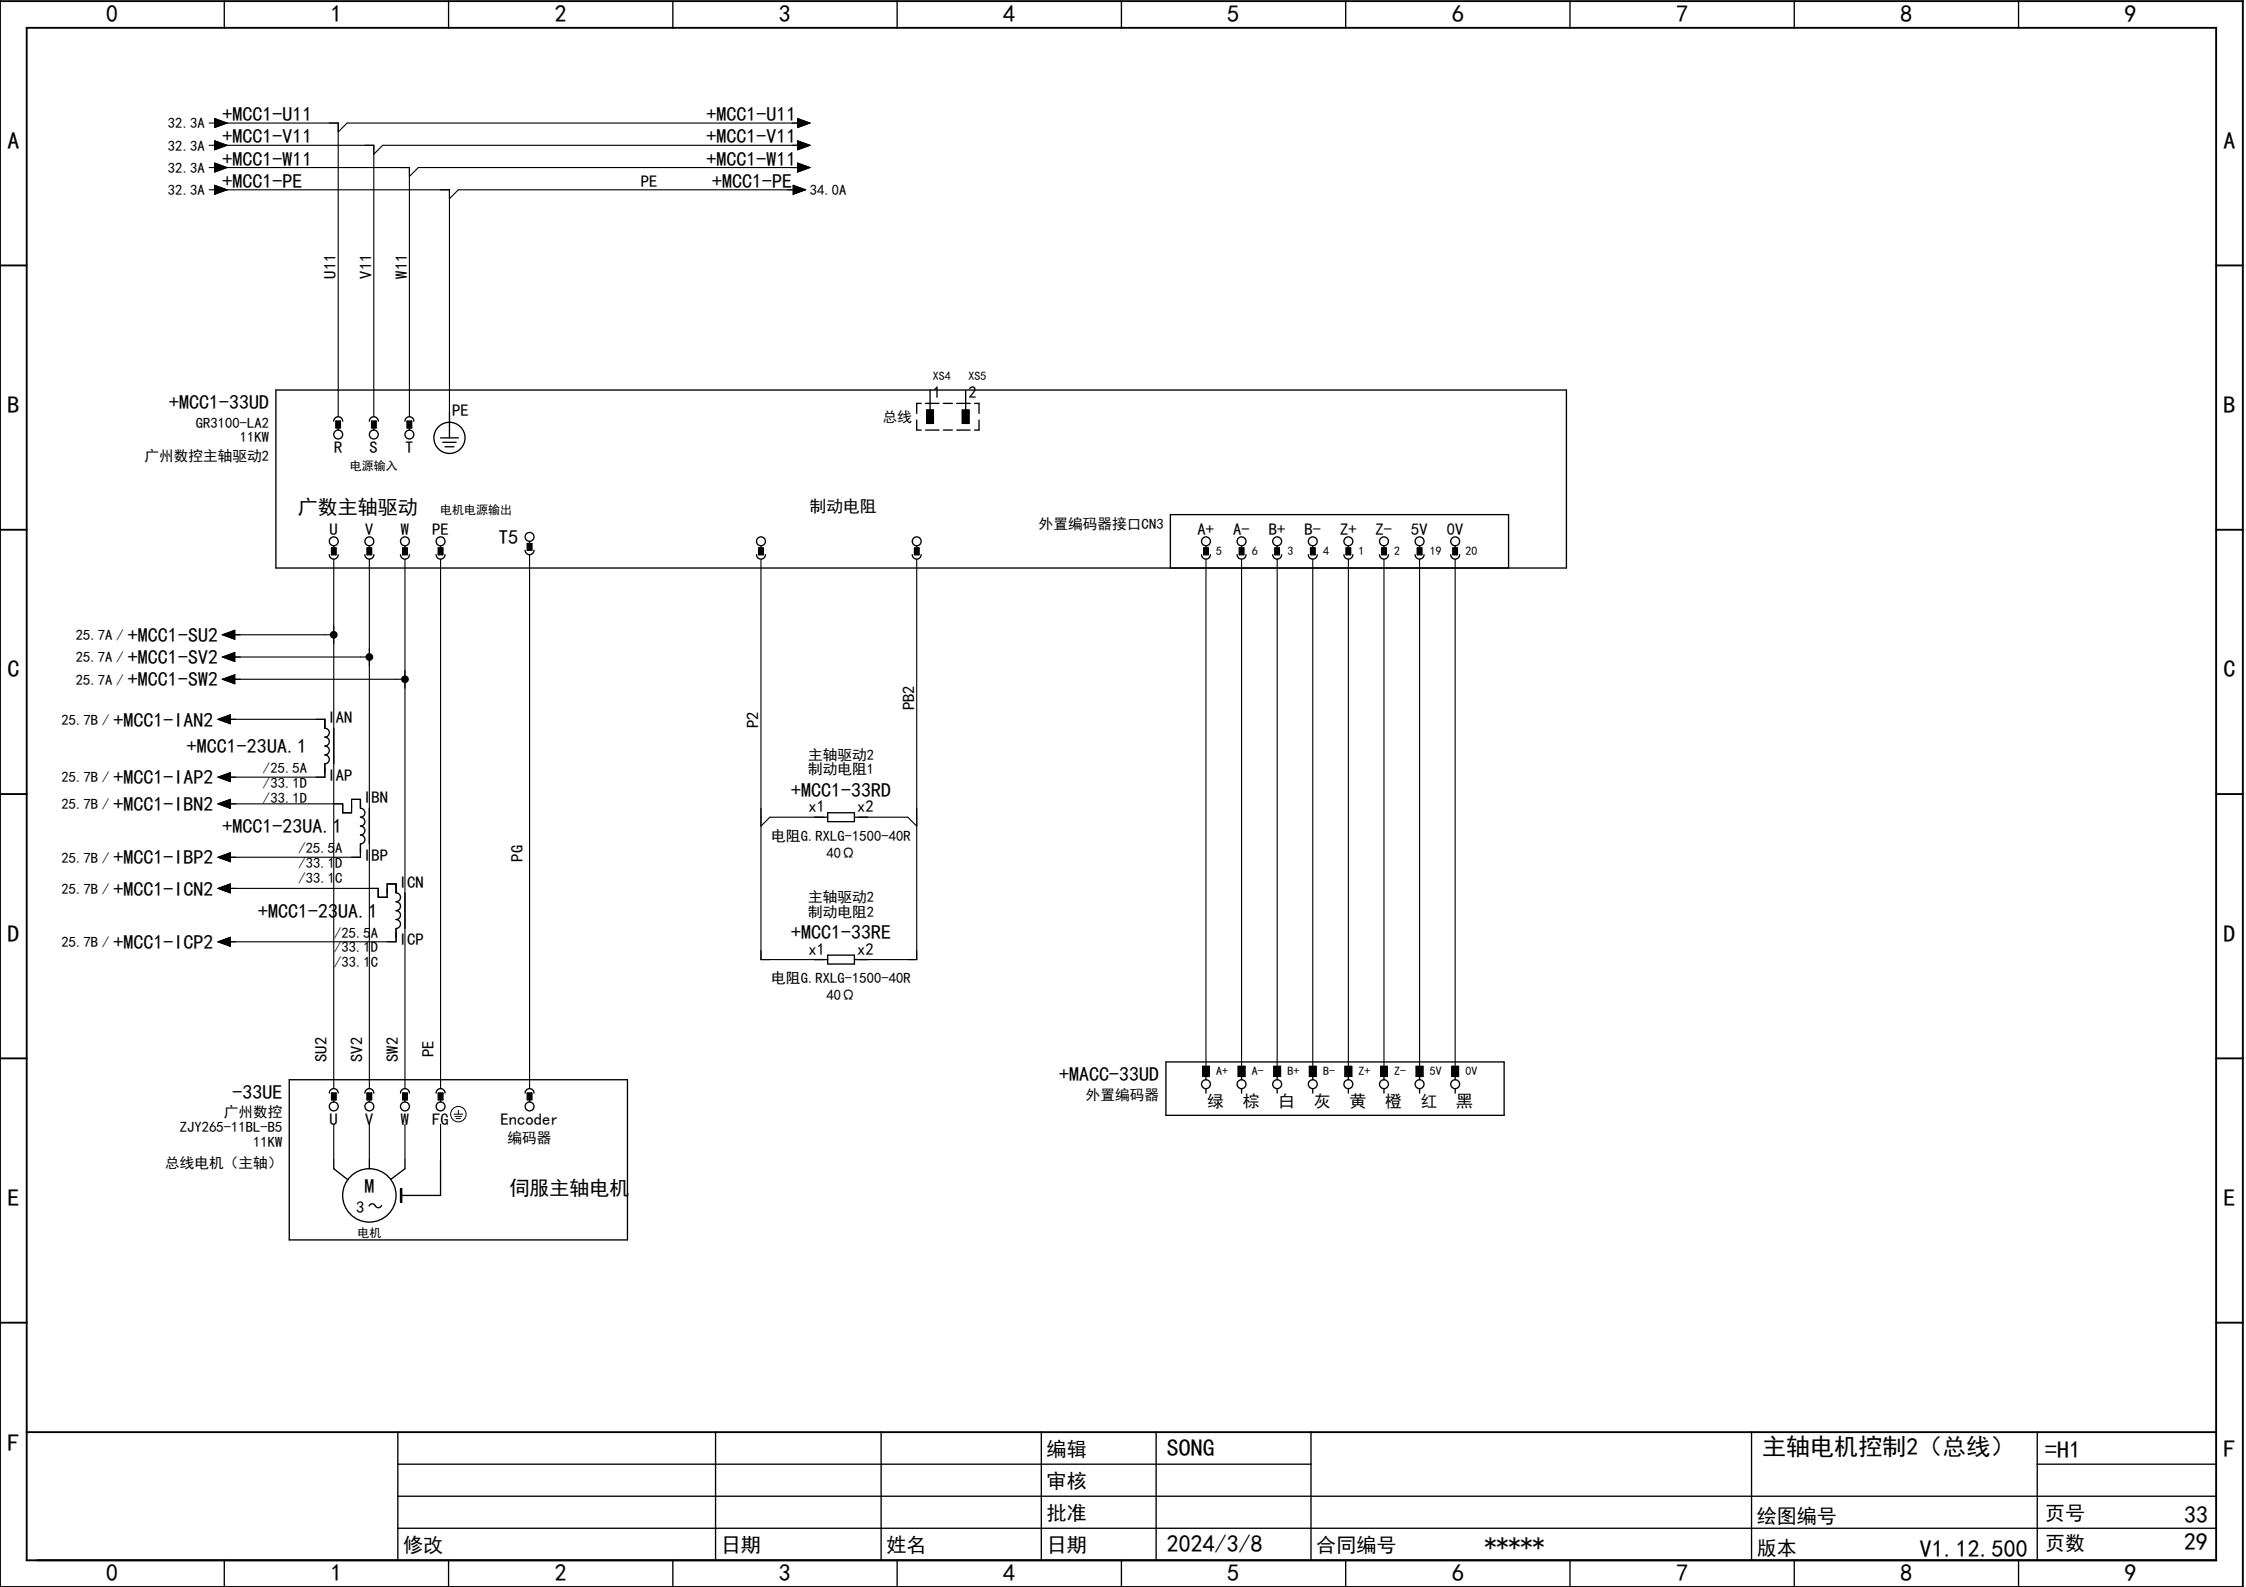 0 1 2 3 4 5 6 7 8 9
A A
32.3A +MCC1-U11 +MCC1-U11
32.3A +MCC1-V11 +MCC1-V11
32.3A +MCC1-W11 +MCC1-W11
32.3A +MCC1-PE PE +MCC1-PE 34.0A
U11 V11 W11
B B
XS4 XS5
1 2
总线
+MCC1-33UD
GR3100-LA2
11KW
广州数控主轴驱动2
PE
R S T
电源输入
广数主轴驱动 电机电源输出 制动电阻
U V W PE T5
外置编码器接口CN3
A+ A- B+ B- Z+ Z- 5V 0V
5 6 3 4 1 2 19 20
C C
25.7A / +MCC1-SU2
25.7A / +MCC1-SV2
25.7A / +MCC1-SW2
25.7B / +MCC1-IAN2 IAN
+MCC1-23UA.1
/25.5A
/33.1D
/33.1D
25.7B / +MCC1-IAP2 IAP
25.7B / +MCC1-IBN2 IBN
+MCC1-23UA.1
/25.5A
/33.1D
/33.1C
25.7B / +MCC1-IBP2 IBP
25.7B / +MCC1-ICN2 ICN
+MCC1-23UA.1
/25.5A
/33.1D
/33.1C
25.7B / +MCC1-ICP2 ICP
P2 PB2
主轴驱动2
制动电阻1
+MCC1-33RD
x1 x2
电阻G.RXLG-1500-40R
40Ω
PG
D D
主轴驱动2
制动电阻2
+MCC1-33RE
x1 x2
电阻G.RXLG-1500-40R
40Ω
SU2 SV2 SW2 PE
-33UE
广州数控
ZJY265-11BL-B5
11KW
总线电机（主轴）
U V W FG
Encoder
编码器
伺服主轴电机
M
3～
电机
+MACC-33UD
外置编码器
A+ A- B+ B- Z+ Z- 5V 0V
绿 棕 白 灰 黄 橙 红 黑
E E
F F
编辑 SONG
审核
批准
修改 日期 姓名 日期 2024/3/8 合同编号 *****
主轴电机控制2（总线） =H1
绘图编号 页号 33
版本 V1.12.500 页数 29
0 1 2 3 4 5 6 7 8 9